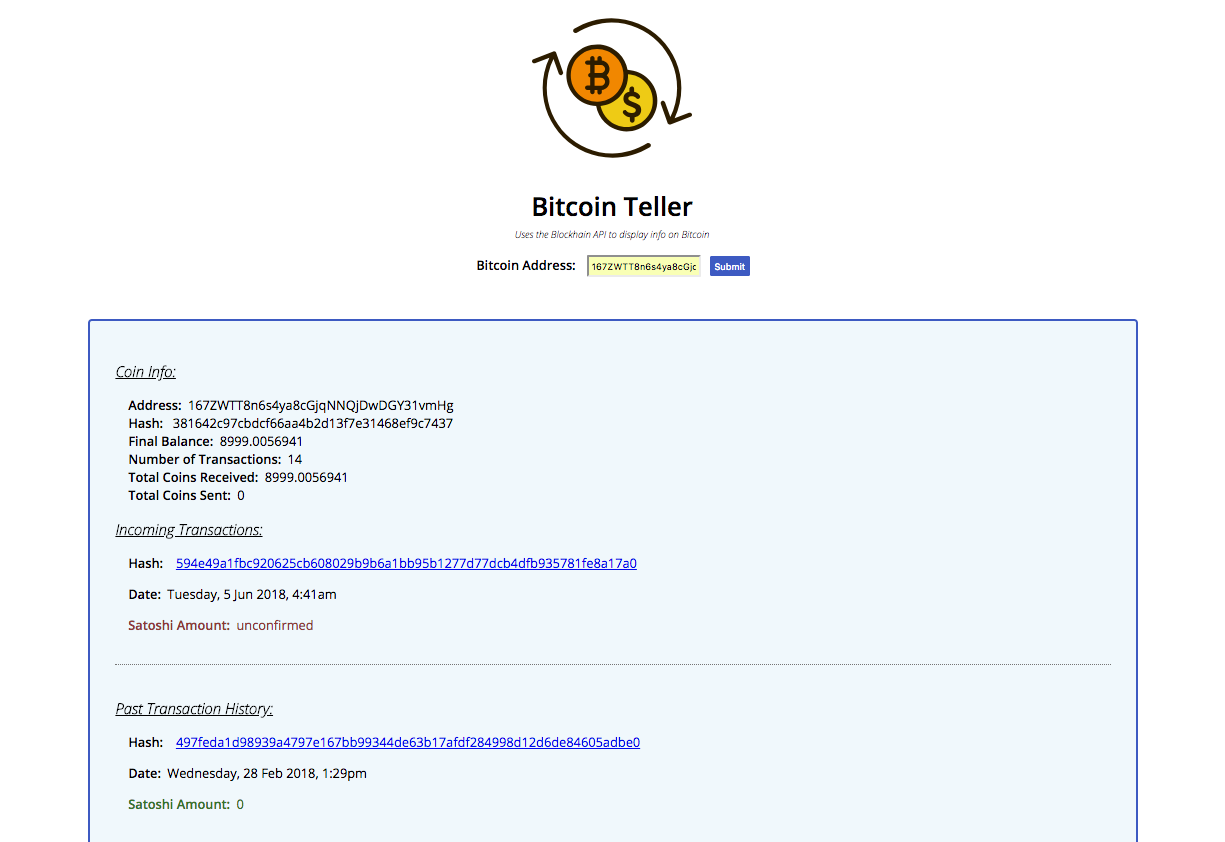 Bitcoin Teller
Uses the Blockhain API to display info on Bitcoin
Bitcoin Address: 167ZWTT8n6s4ya8cGjq Submit
Coin Info:
Address: 167ZWTT8n6s4ya8cGjqNNQjDwDGY31vmHg
Hash: 381642c97cbdcf66aa4b2d13f7e31468ef9c7437
Final Balance: 8999.0056941
Number of Transactions: 14
Total Coins Received: 8999.0056941
Total Coins Sent: 0
Incoming Transactions:
Hash: 594e49a1fbc920625cb608029b9b6a1bb95b1277d77dcb4dfb935781fe8a17a0
Date: Tuesday, 5 Jun 2018, 4:41am
Satoshi Amount: unconfirmed
Past Transaction History:
Hash: 497feda1d98939a4797e167bb99344de63b17afdf284998d12d6de84605adbe0
Date: Wednesday, 28 Feb 2018, 1:29pm
Satoshi Amount: 0